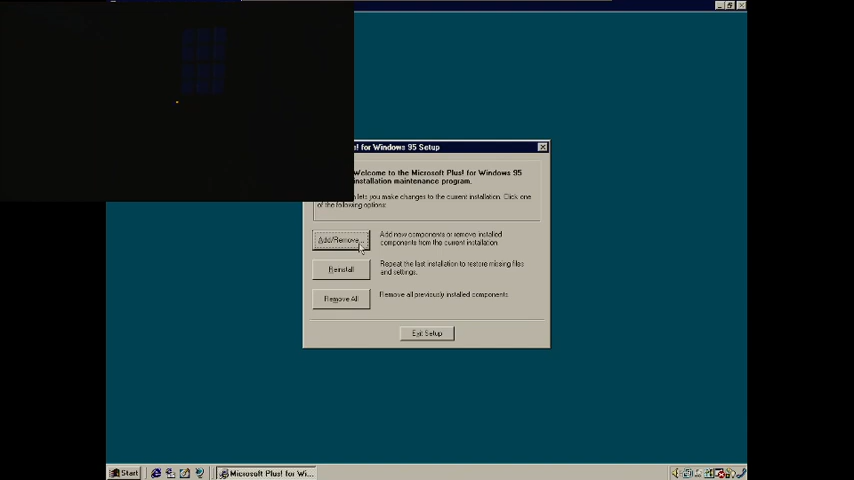 ! for Windows 95 Setup
Welcome to the Microsoft Plus! for Windows 95
installation maintenance program.
lets you make changes to the current installation. Click one
of the following options:
Add/Remove...
Add new components or remove installed
components from the current installation.
Reinstall
Repeat the last installation to restore missing files
and settings.
Remove All
Remove all previously installed components
Exit Setup
Start
Microsoft Plus! for Wi...